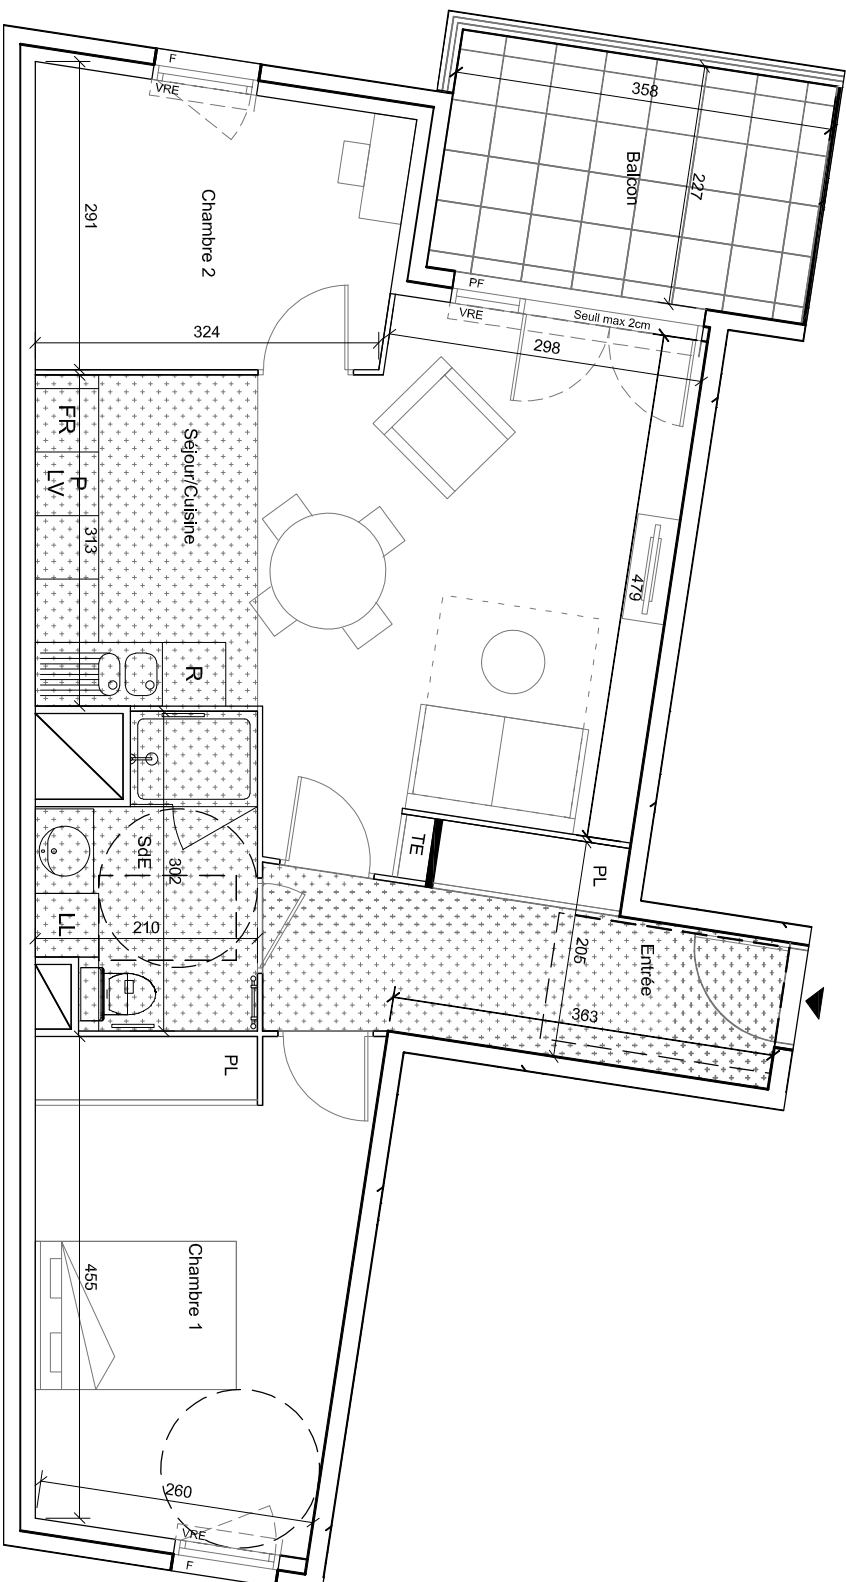 F
VRE
358
227
Balcon
291
Chambre 2
PF
VRE
Seuil max 2cm
324
298
FR
P
LV
Séjour/Cuisine
313
479
R
TE
PL
SdE
302
LL
210
205
Entrée
363
PL
455
Chambre 1
260
VRE
F